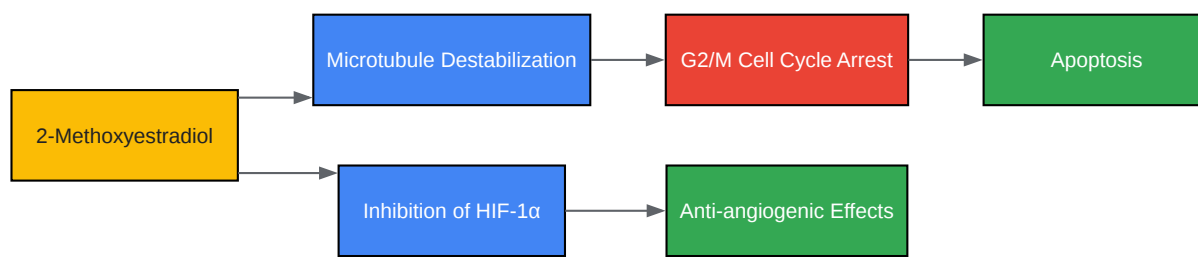 2-Methoxyestradiol
Microtubule Destabilization
G2/M Cell Cycle Arrest
Apoptosis
Inhibition of HIF-1α
Anti-angiogenic Effects